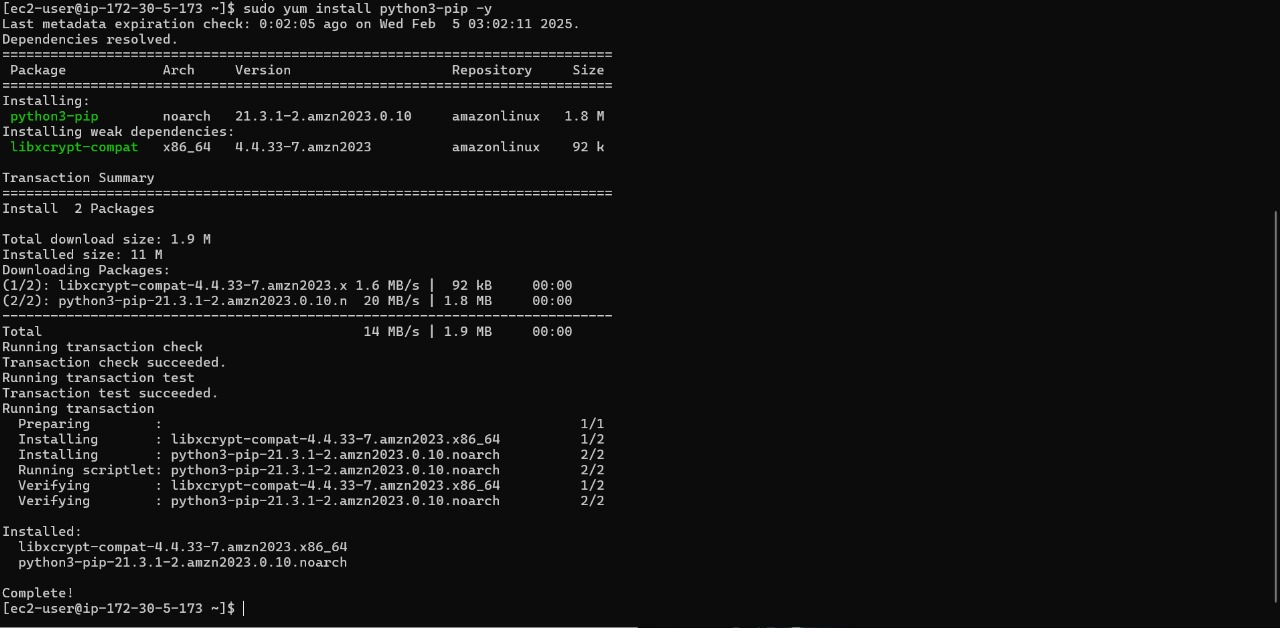 [ec2-user@ip-172-30-5-173 ~]$ sudo yum install python3-pip -y
Last metadata expiration check: 0:02:05 ago on Wed Feb  5 03:02:11 2025.
Dependencies resolved.
============================================================================
 Package            Arch     Version                    Repository     Size
============================================================================
Installing:
 python3-pip        noarch   21.3.1-2.amzn2023.0.10     amazonlinux   1.8 M
Installing weak dependencies:
 libxcrypt-compat   x86_64   4.4.33-7.amzn2023          amazonlinux    92 k

Transaction Summary
============================================================================
Install  2 Packages

Total download size: 1.9 M
Installed size: 11 M
Downloading Packages:
(1/2): libxcrypt-compat-4.4.33-7.amzn2023.x 1.6 MB/s |  92 kB     00:00
(2/2): python3-pip-21.3.1-2.amzn2023.0.10.n  20 MB/s | 1.8 MB     00:00
----------------------------------------------------------------------------
Total                                        14 MB/s | 1.9 MB     00:00
Running transaction check
Transaction check succeeded.
Running transaction test
Transaction test succeeded.
Running transaction
  Preparing        :                                                    1/1
  Installing       : libxcrypt-compat-4.4.33-7.amzn2023.x86_64          1/2
  Installing       : python3-pip-21.3.1-2.amzn2023.0.10.noarch          2/2
  Running scriptlet: python3-pip-21.3.1-2.amzn2023.0.10.noarch          2/2
  Verifying        : libxcrypt-compat-4.4.33-7.amzn2023.x86_64          1/2
  Verifying        : python3-pip-21.3.1-2.amzn2023.0.10.noarch          2/2

Installed:
  libxcrypt-compat-4.4.33-7.amzn2023.x86_64
  python3-pip-21.3.1-2.amzn2023.0.10.noarch

Complete!
[ec2-user@ip-172-30-5-173 ~]$